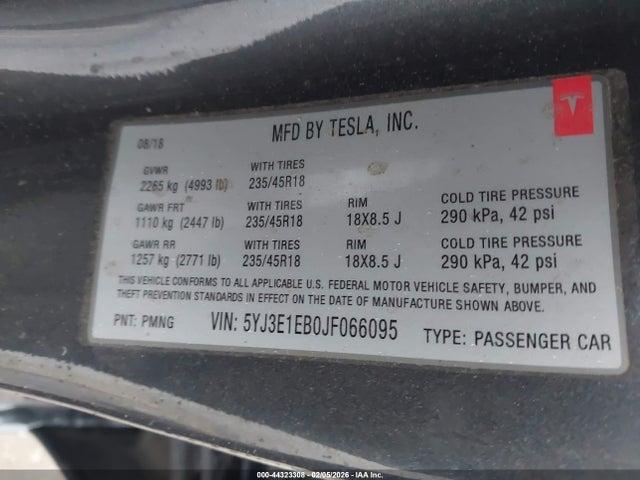 MFD BY TESLA, INC.
08/18
GVWR
2265 kg (4993 lb)
WITH TIRES
235/45R18
GAWR FRT
1110 kg (2447 lb)
WITH TIRES
235/45R18
RIM
18X8.5 J
COLD TIRE PRESSURE
290 kPa, 42 psi
GAWR RR
1257 kg (2771 lb)
WITH TIRES
235/45R18
RIM
18X8.5 J
COLD TIRE PRESSURE
290 kPa, 42 psi
THIS VEHICLE CONFORMS TO ALL APPLICABLE U.S. FEDERAL MOTOR VEHICLE SAFETY, BUMPER, AND
THEFT PREVENTION STANDARDS IN EFFECT ON THE DATE OF MANUFACTURE SHOWN ABOVE.
PNT: PMNG
VIN: 5YJ3E1EB0JF066095
TYPE: PASSENGER CAR
000-44323308 - 02/05/2026 - IAA Inc.